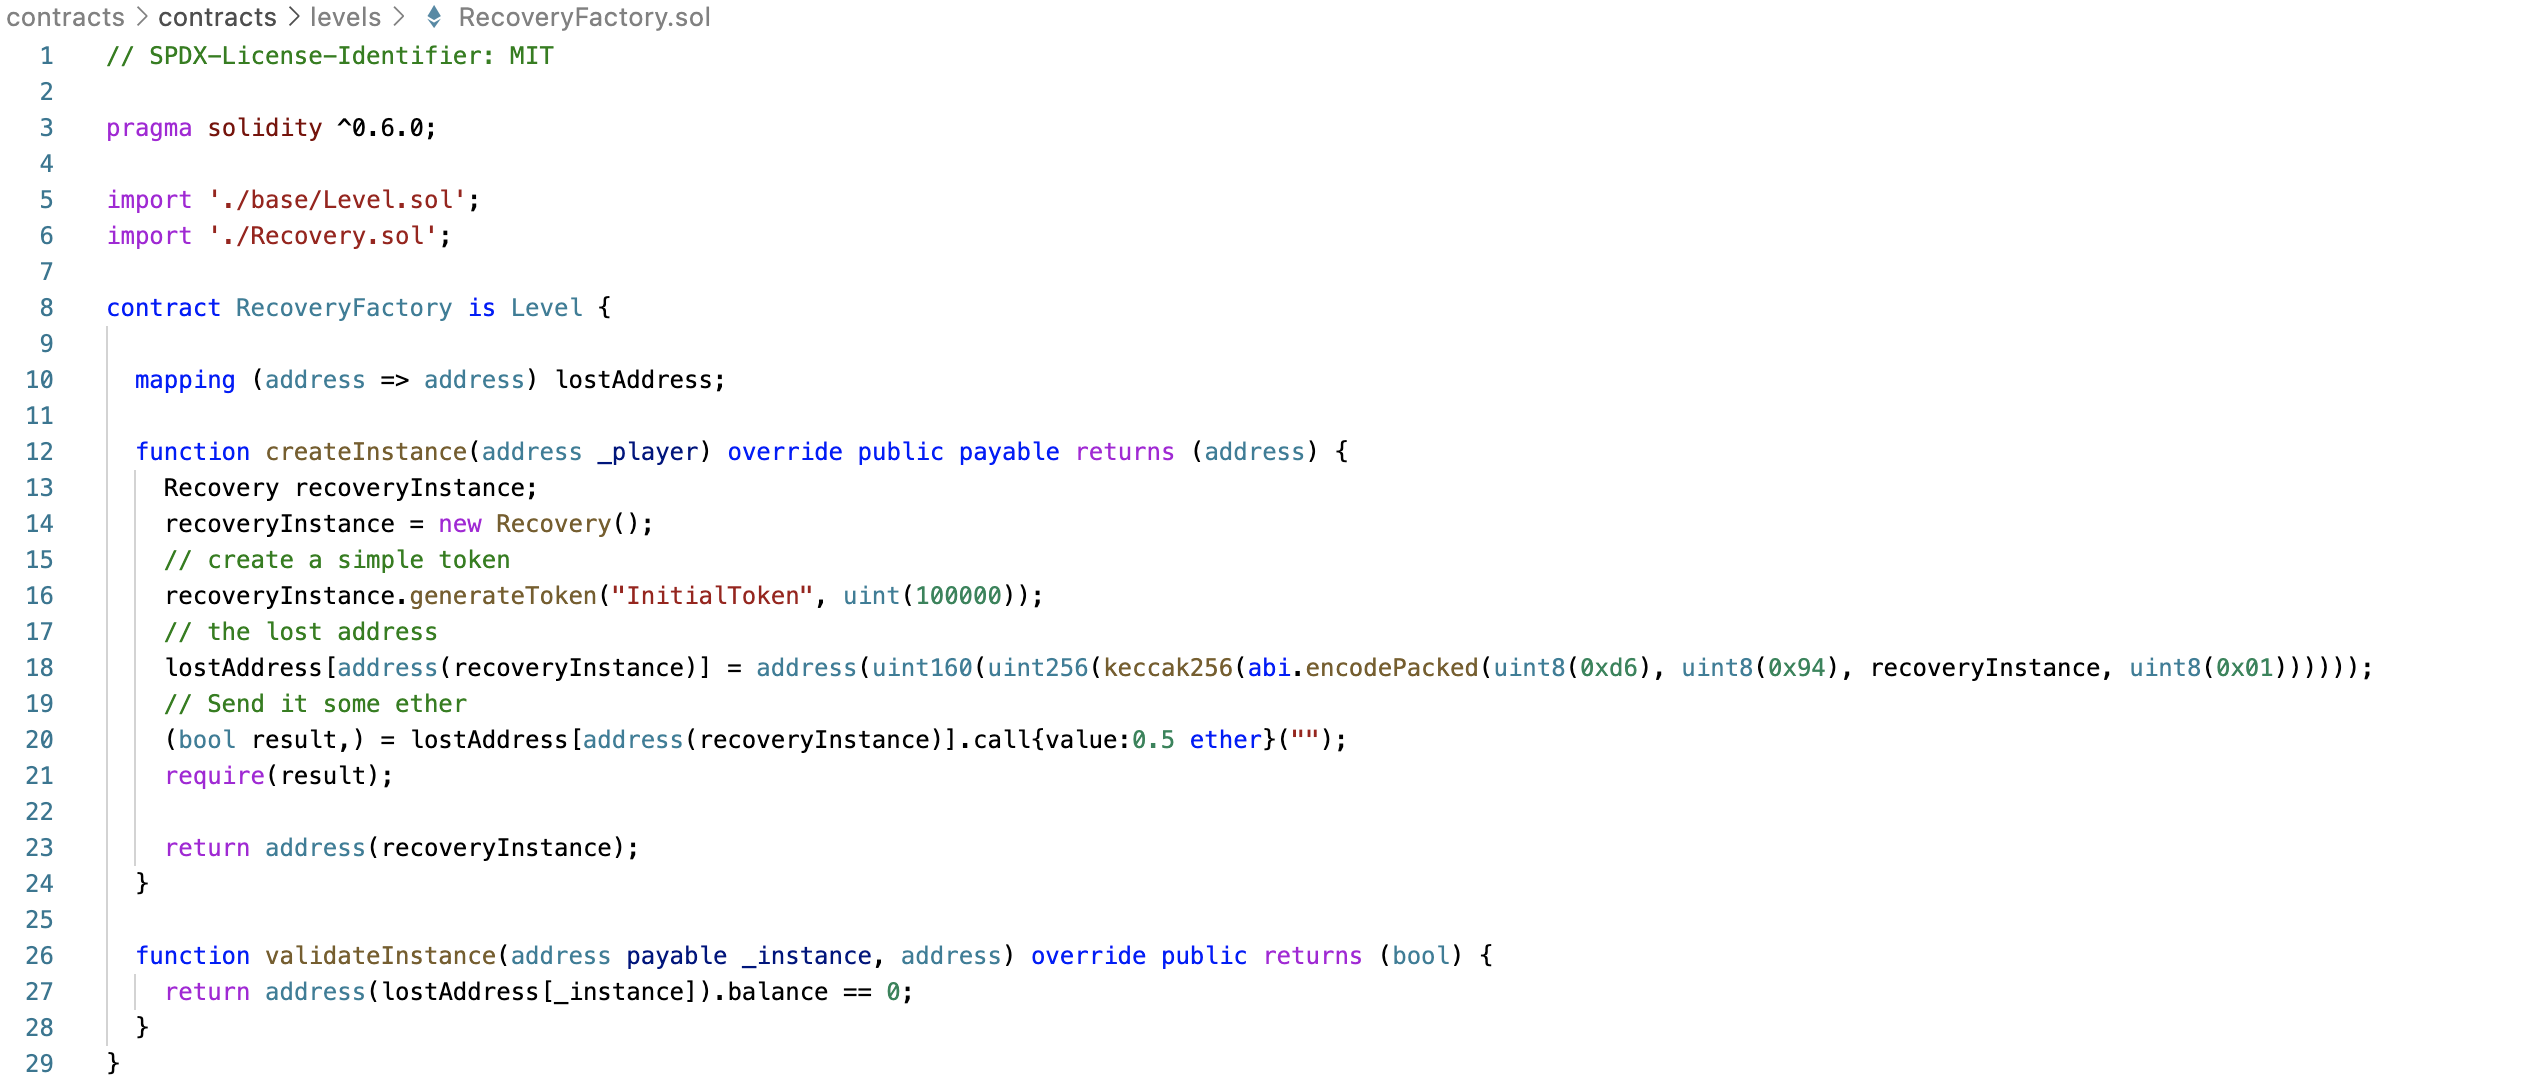 contracts > contracts > levels > RecoveryFactory.sol
1 // SPDX-License-Identifier: MIT
2
3 pragma solidity ^0.6.0;
4
5 import './base/Level.sol';
6 import './Recovery.sol';
7
8 contract RecoveryFactory is Level {
9
10 mapping (address => address) lostAddress;
11
12 function createInstance(address _player) override public payable returns (address) {
13 Recovery recoveryInstance;
14 recoveryInstance = new Recovery();
15 // create a simple token
16 recoveryInstance.generateToken("InitialToken", uint(100000));
17 // the lost address
18 lostAddress[address(recoveryInstance)] = address(uint160(uint256(keccak256(abi.encodePacked(uint8(0xd6), uint8(0x94), recoveryInstance, uint8(0x01))))));
19 // Send it some ether
20 (bool result,) = lostAddress[address(recoveryInstance)].call{value:0.5 ether}("");
21 require(result);
22
23 return address(recoveryInstance);
24 }
25
26 function validateInstance(address payable _instance, address) override public returns (bool) {
27 return address(lostAddress[_instance]).balance == 0;
28 }
29 }